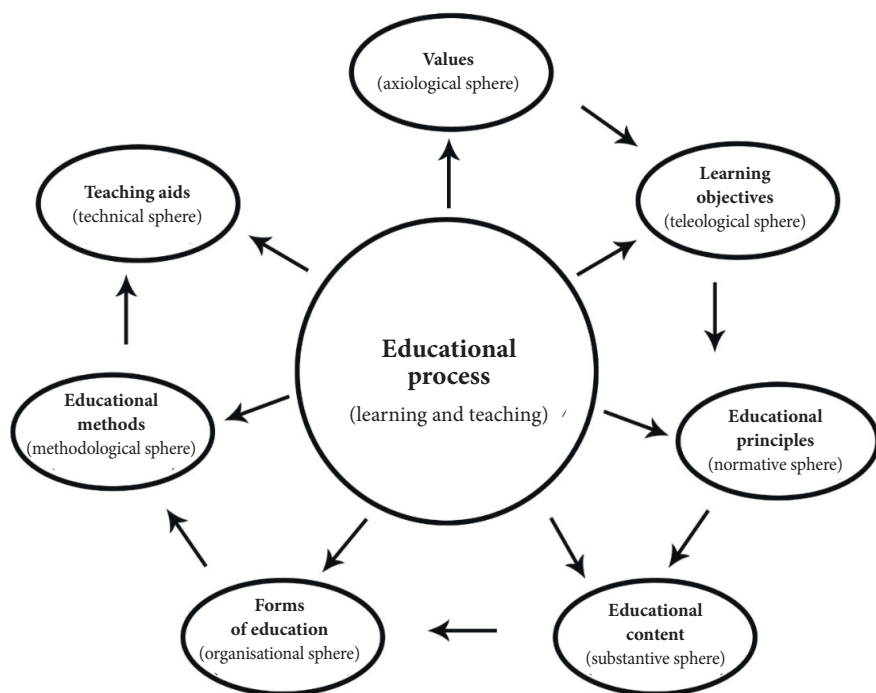 Values
(axiological sphere)
Learning
objectives
(teleological sphere)
Teaching aids
(technical sphere)
Educational
process
(learning and teaching)
Educational
methods
(methodological sphere)
Educational
principles
(normative sphere)
Forms
of education
(organisational sphere)
Educational
content
(substantive sphere)